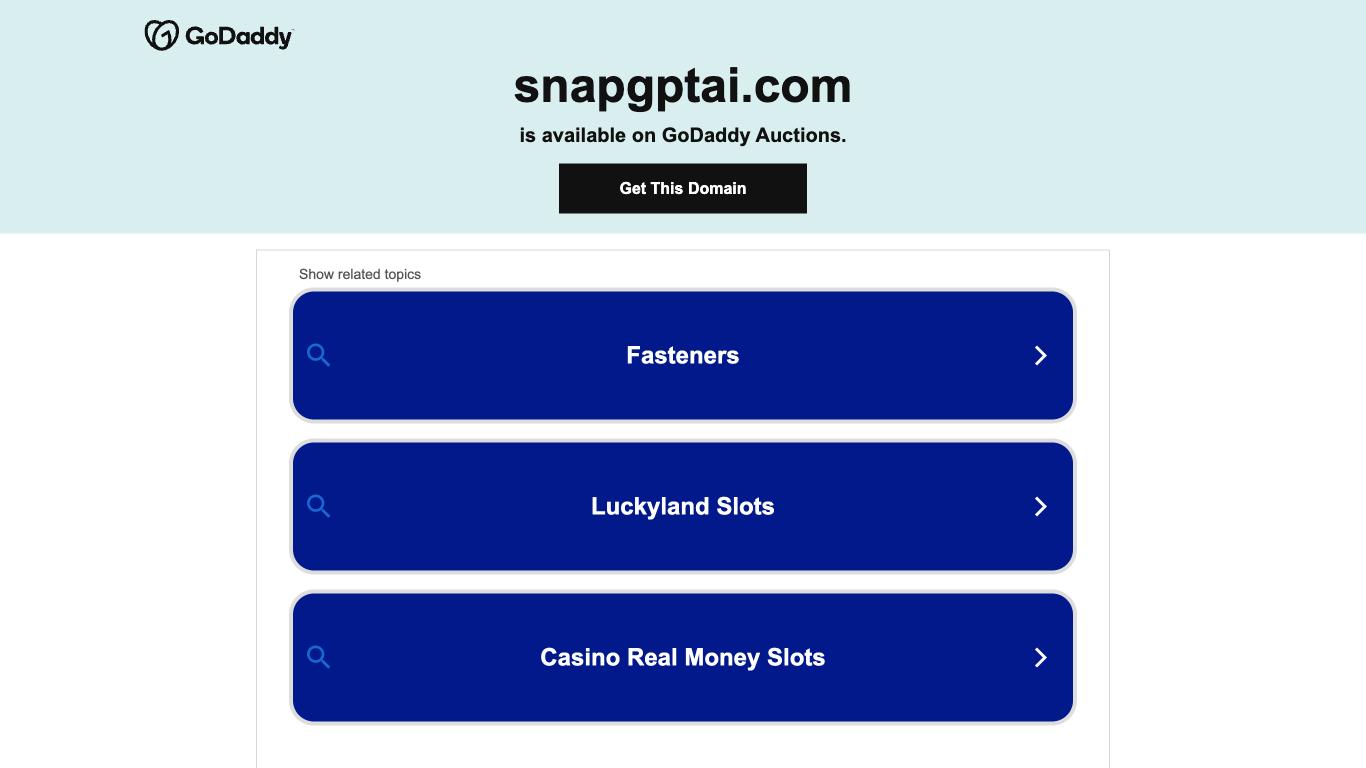 GoDaddy
snapgptai.com
is available on GoDaddy Auctions.
Get This Domain
Show related topics
Fasteners
Luckyland Slots
Casino Real Money Slots